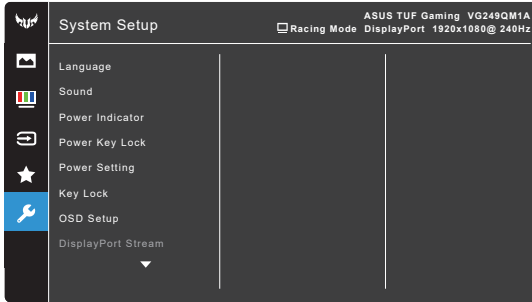 System Setup
ASUS TUF Gaming VG249QM1A
Racing Mode DisplayPort 1920x1080@ 240Hz
Language
Sound
Power Indicator
Power Key Lock
Power Setting
Key Lock
OSD Setup
DisplayPort Stream